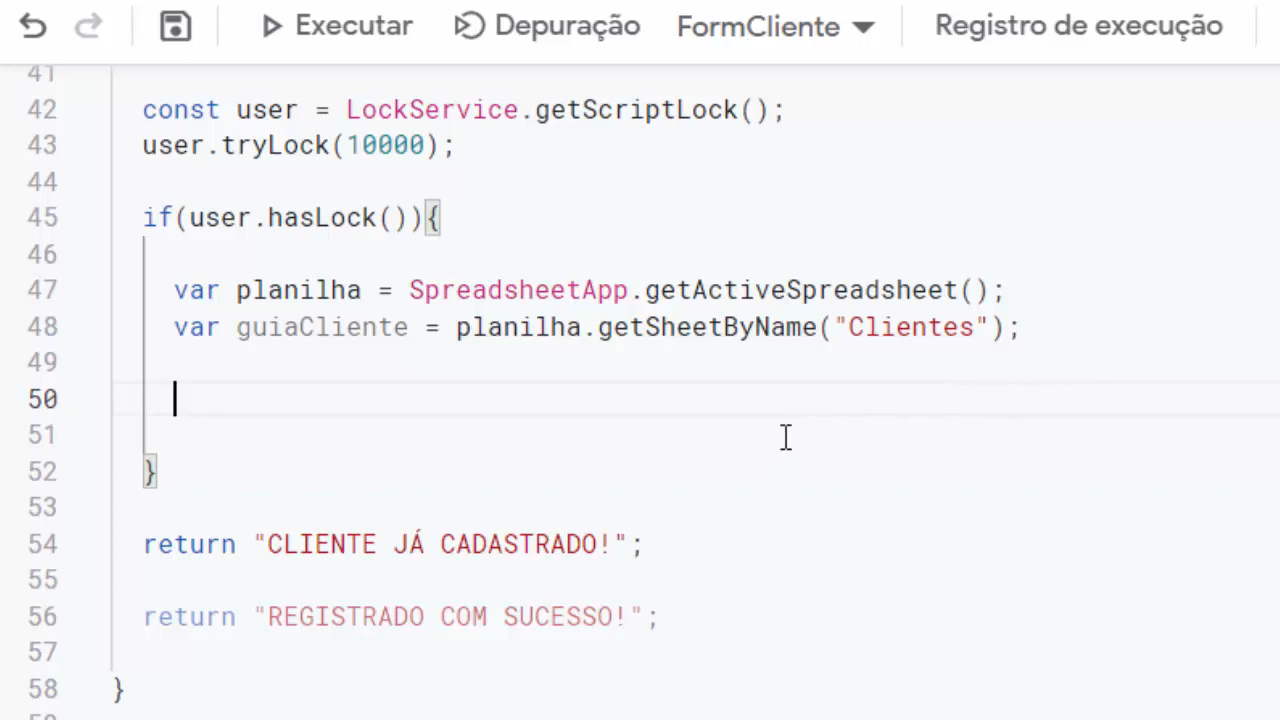 Executar Depuração FormCliente Registro de execução
41
42 const user = LockService.getScriptLock();
43 user.tryLock(10000);
44
45 if(user.hasLock()){
46
47 var planilha = SpreadsheetApp.getActiveSpreadsheet();
48 var guiaCliente = planilha.getSheetByName("Clientes");
49
50
51
52 }
53
54 return "CLIENTE JÁ CADASTRADO!";
55
56 return "REGISTRADO COM SUCESSO!";
57
58 }